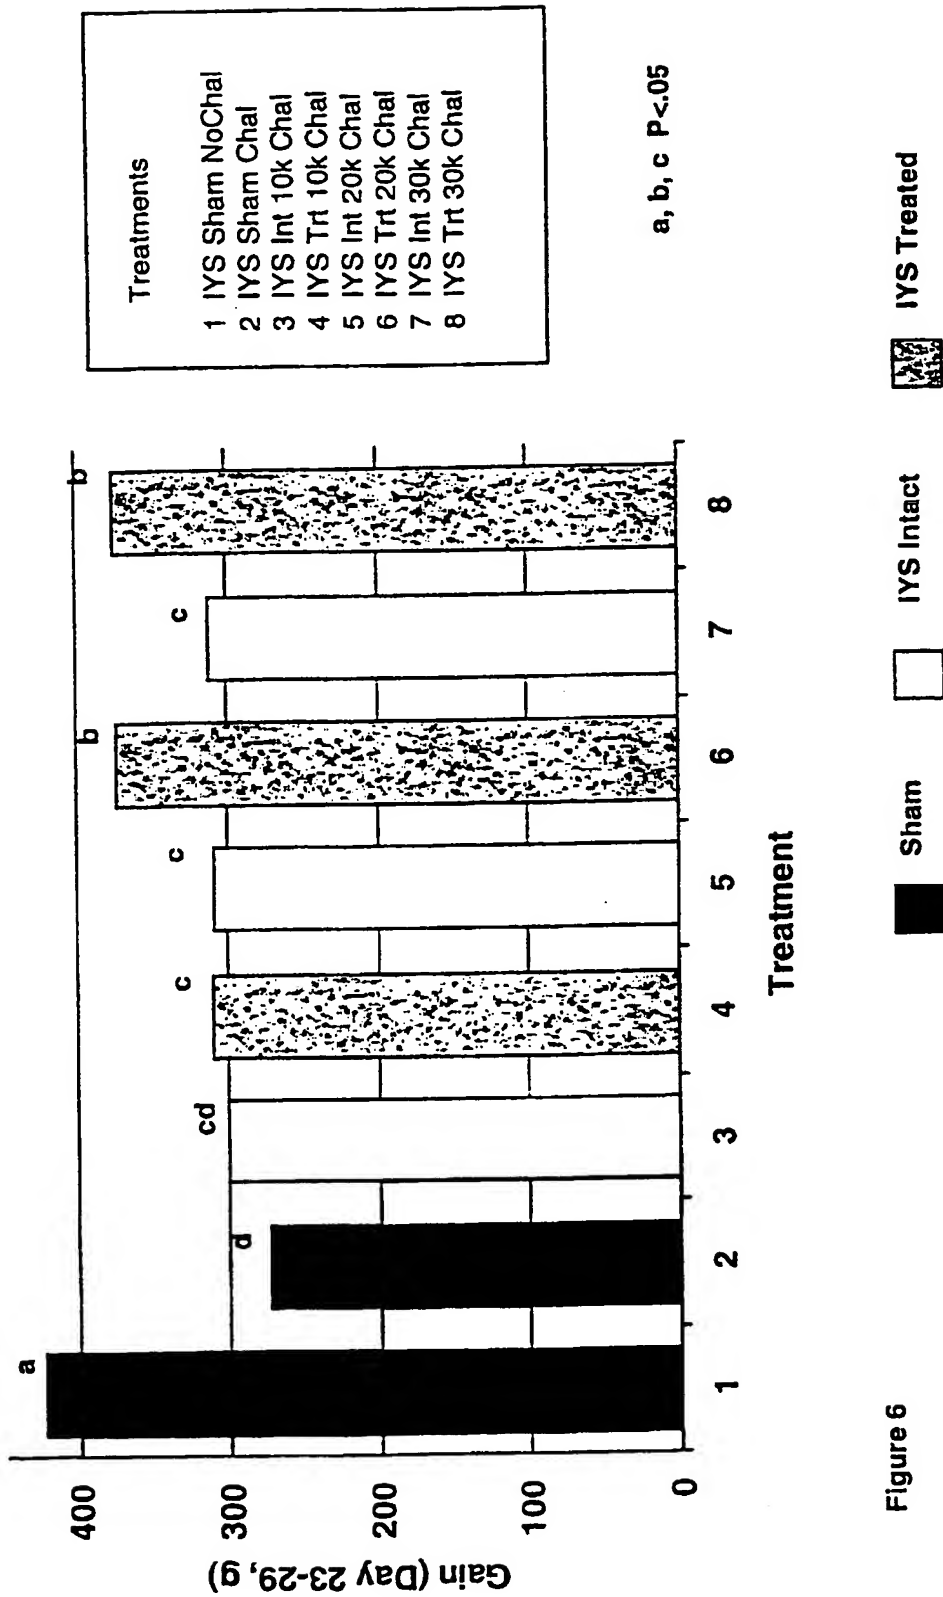 Treatments
1 IYS Sham NoChal
2 IYS Sham Chal
3 IYS Int 10k Chal
4 IYS Trt 10k Chal
5 IYS Int 20k Chal
6 IYS Trt 20k Chal
7 IYS Int 30k Chal
8 IYS Trt 30k Chal
a, b, c P<.05
Gain (Day 23-29, g)
400
300
200
100
0
a
d
cd
c
c
b
c
b
1 2 3 4 5 6 7 8
Treatment
Sham IYS Intact IYS Treated
Figure 6